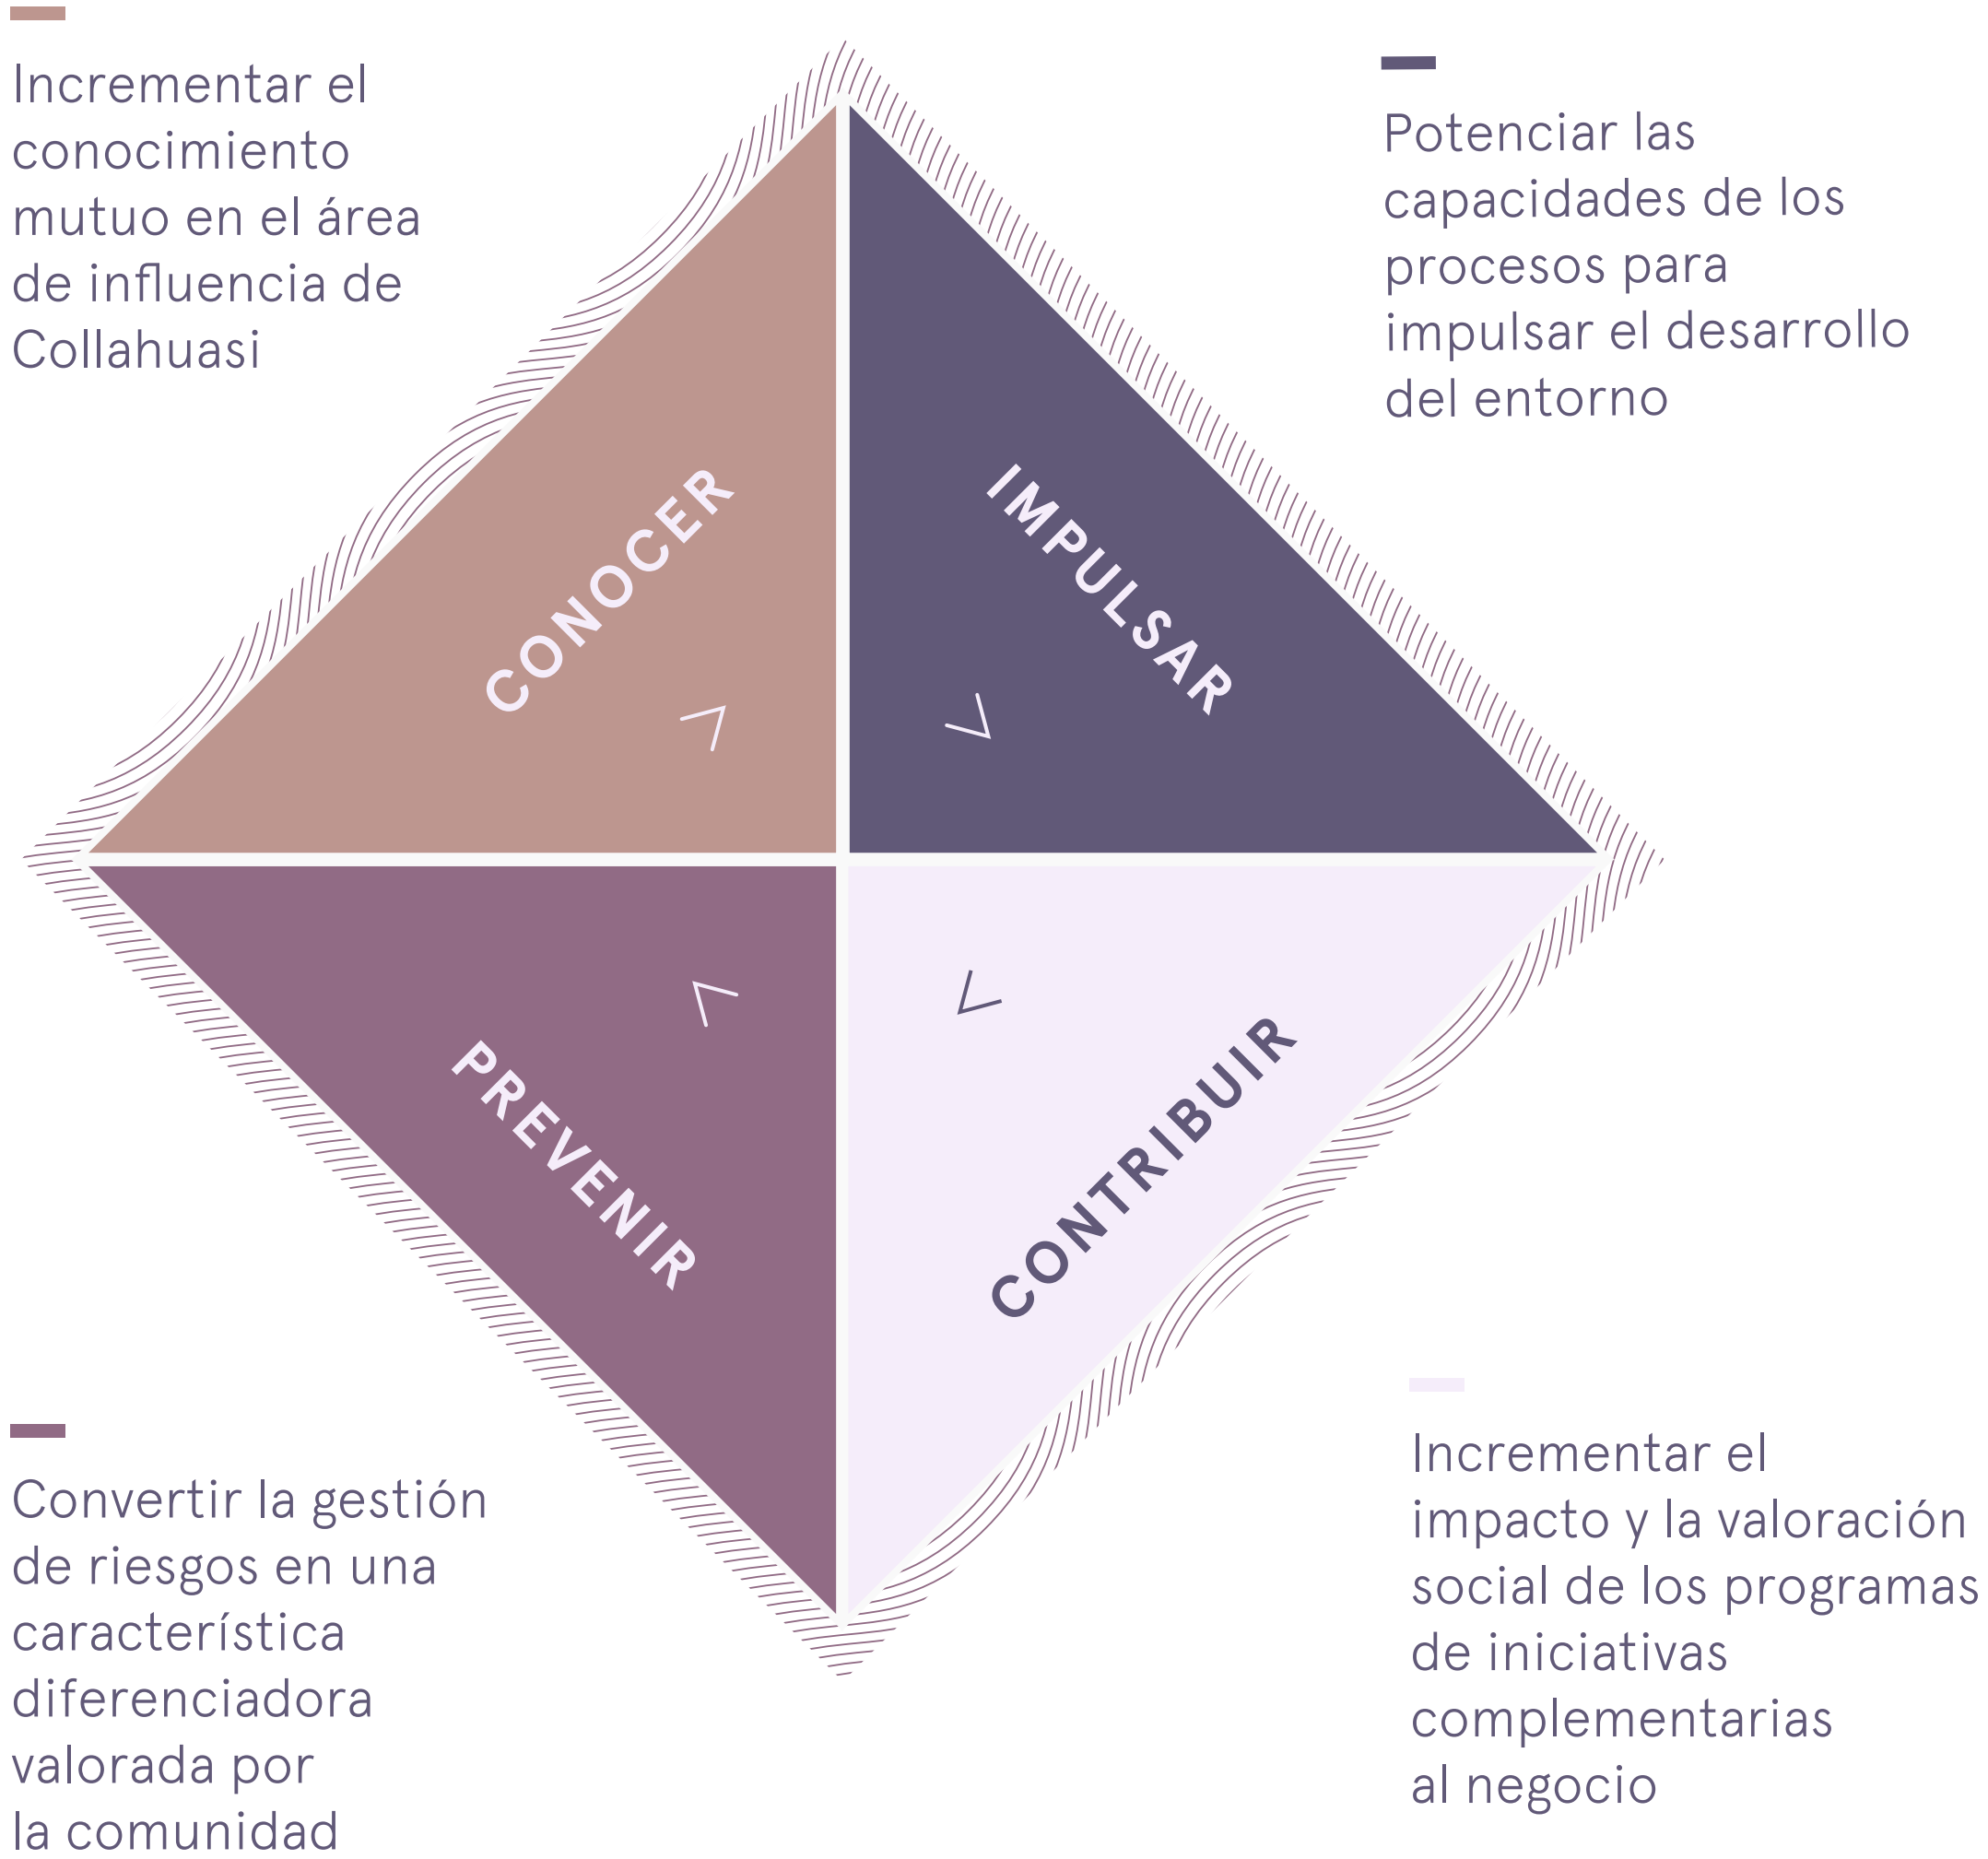 Incrementar el
conocimiento
mutuo en el área
de influencia de
Collahuasi
Potenciar las
capacidades de los
procesos para
impulsar el desarrollo
del entorno
CONOCER
IMPULSAR
PREVENIR
CONTRIBUIR
Convertir la gestión
de riesgos en una
característica
diferenciadora
valorada por
la comunidad
Incrementar el
impacto y la valoración
social de los programas
de iniciativas
complementarias
al negocio